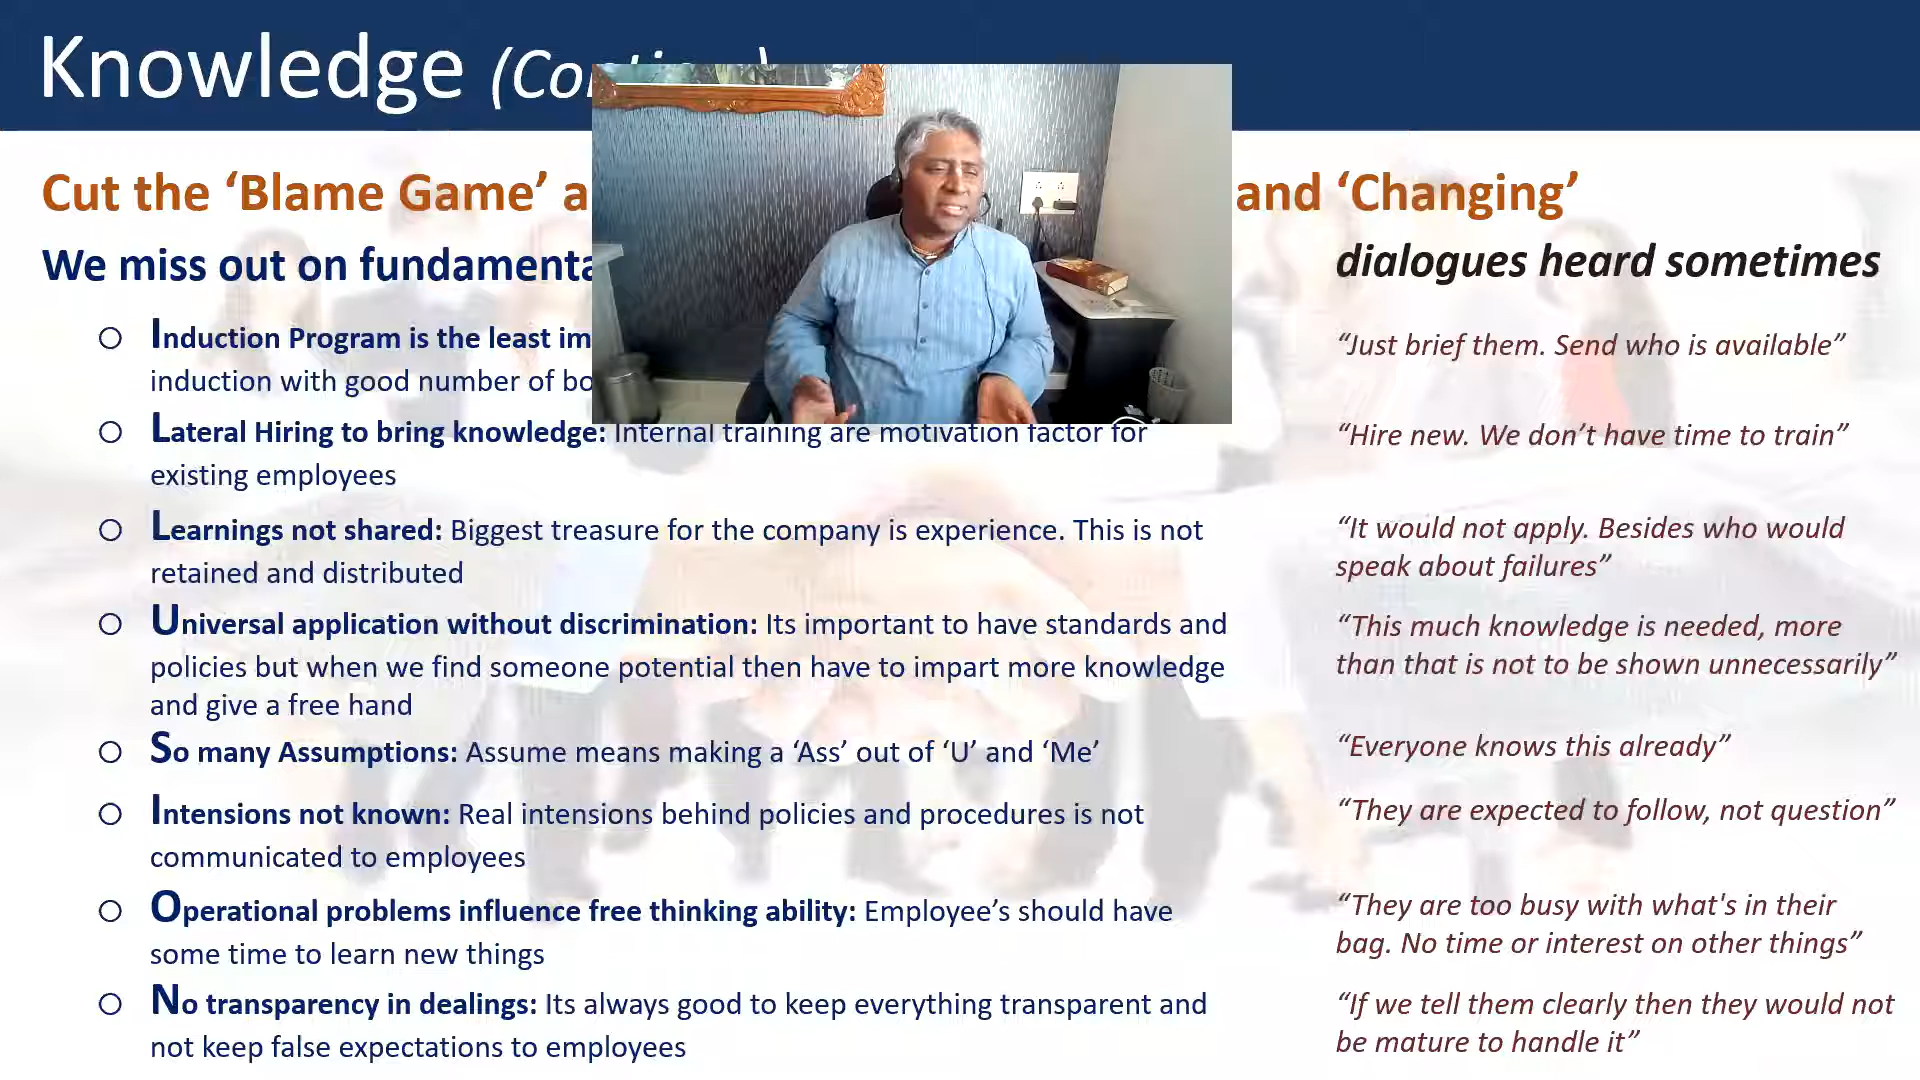 Knowledge
Cut the ‘Blame Game’ and ‘Changing’
We miss out on
dialogues heard sometimes
Induction Program is the least
“Just brief them. Send who is available”
induction with good number of
Lateral Hiring to bring knowledge: Internal training are motivation factor for
“Hire new. We don’t have time to train”
existing employees
Learnings not shared: Biggest treasure for the company is experience. This is not
retained and distributed
“It would not apply. Besides who would
speak about failures”
Universal application without discrimination: Its important to have standards and
policies but when we find someone potential then have to impart more knowledge
and give a free hand
“This much knowledge is needed, more
than that is not to be shown unnecessarily”
So many Assumptions: Assume means making a ‘Ass’ out of ‘U’ and ‘Me’
“Everyone knows this already”
Intensions not known: Real intensions behind policies and procedures is not
communicated to employees
“They are expected to follow, not question”
Operational problems influence free thinking ability: Employee’s should have
some time to learn new things
“They are too busy with what's in their
bag. No time or interest on other things”
No transparency in dealings: Its always good to keep everything transparent and
not keep false expectations to employees
“If we tell them clearly then they would not
be mature to handle it”